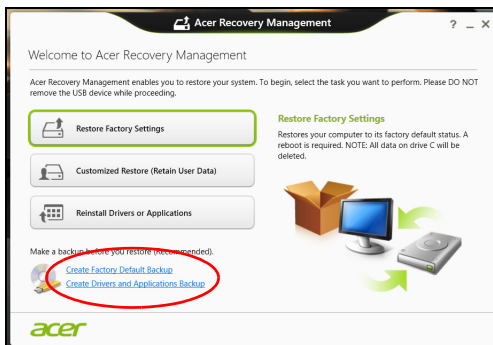 Acer Recovery Management
? _ X
Welcome to Acer Recovery Management
Acer Recovery Management enables you to restore your system. To begin, select the task you want to perform. Please DO NOT
remove the USB device while proceeding.
Restore Factory Settings
Customized Restore (Retain User Data)
Reinstall Drivers or Applications
Restore Factory Settings
Restores your computer to its factory default status. A
reboot is required. NOTE: All data on drive C will be
deleted.
Make a backup before you restore (Recommended).
Create Factory Default Backup
Create Drivers and Applications Backup
acer